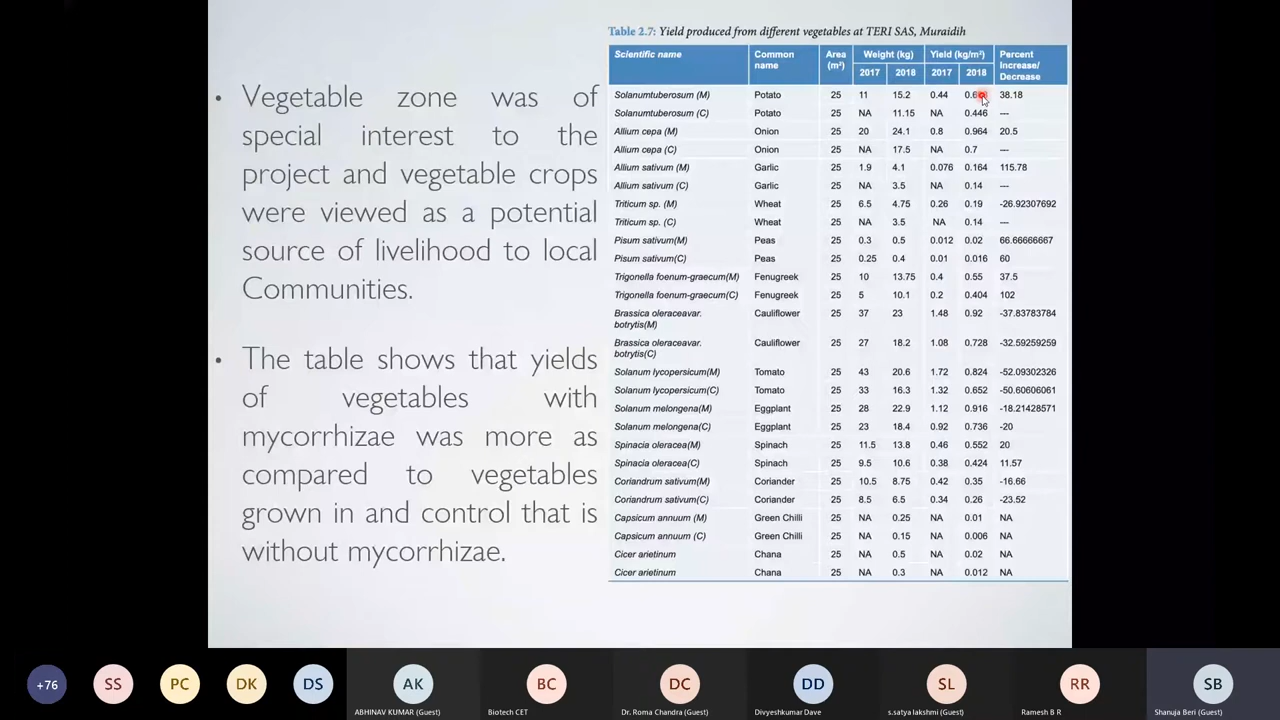 Table 2.7: Yield produced from different vegetables at TERI SAS, Muraidih
• Vegetable zone was of
special interest to the
project and vegetable crops
were viewed as a potential
source of livelihood to local
Communities.
• The table shows that yields
of vegetables with
mycorrhizae was more as
compared to vegetables
grown in and control that is
without mycorrhizae.
Scientific name Common name Area (m²) Weight (kg) Yield (kg/m²) Percent Increase/ Decrease
2017 2018 2017 2018
Solanumtuberosum (M) Potato 25 11 15.2 0.44 38.18
Solanumtuberosum (C) Potato 25 NA 11.15 NA 0.446 ---
Allium cepa (M) Onion 25 20 24.1 0.8 0.964 20.5
Allium cepa (C) Onion 25 NA 17.5 NA 0.7 ---
Allium sativum (M) Garlic 25 1.9 4.1 0.076 0.164 115.78
Allium sativum (C) Garlic 25 NA 3.5 NA 0.14 ---
Triticum sp. (M) Wheat 25 6.5 4.75 0.26 0.19 -26.92307692
Triticum sp. (C) Wheat 25 NA 3.5 NA 0.14 ---
Pisum sativum(M) Peas 25 0.3 0.5 0.012 0.02 66.66666667
Pisum sativum(C) Peas 25 0.25 0.4 0.01 0.016 60
Trigonella foenum-graecum(M) Fenugreek 25 10 13.75 0.4 0.55 37.5
Trigonella foenum-graecum(C) Fenugreek 25 5 10.1 0.2 0.404 102
Brassica oleraceavar. Cauliflower 25 37 23 1.48 0.92 -37.83783784
botrytis(M)
Brassica oleraceavar. Cauliflower 25 27 18.2 1.08 0.728 -32.59259259
botrytis(C)
Solanum lycopersicum(M) Tomato 25 43 20.6 1.72 0.824 -52.09302326
Solanum lycopersicum(C) Tomato 25 33 16.3 1.32 0.652 -50.60606061
Solanum melongena(M) Eggplant 25 28 22.9 1.12 0.916 -18.21428571
Solanum melongena(C) Eggplant 25 23 18.4 0.92 0.736 -20
Spinacia oleracea(M) Spinach 25 11.5 13.8 0.46 0.552 20
Spinacia oleracea(C) Spinach 25 9.5 10.6 0.38 0.424 11.57
Coriandrum sativum(M) Coriander 25 10.5 8.75 0.42 0.35 -16.66
Coriandrum sativum(C) Coriander 25 8.5 6.5 0.34 0.26 -23.52
Capsicum annuum (M) Green Chilli 25 NA 0.25 NA 0.01 NA
Capsicum annuum (C) Green Chilli 25 NA 0.15 NA 0.006 NA
Cicer arietinum Chana 25 NA 0.5 NA 0.02 NA
Cicer arietinum Chana 25 NA 0.3 NA 0.012 NA
+76 SS PC DK DS AK BC DC DD SL RR SB
ABHINAV KUMAR (Guest) Biotech CET Dr. Roma Chandra (Guest) Divyeshkumar Dave s.satya lakshmi (Guest) Ramesh B R Shanuja Beri (Guest)